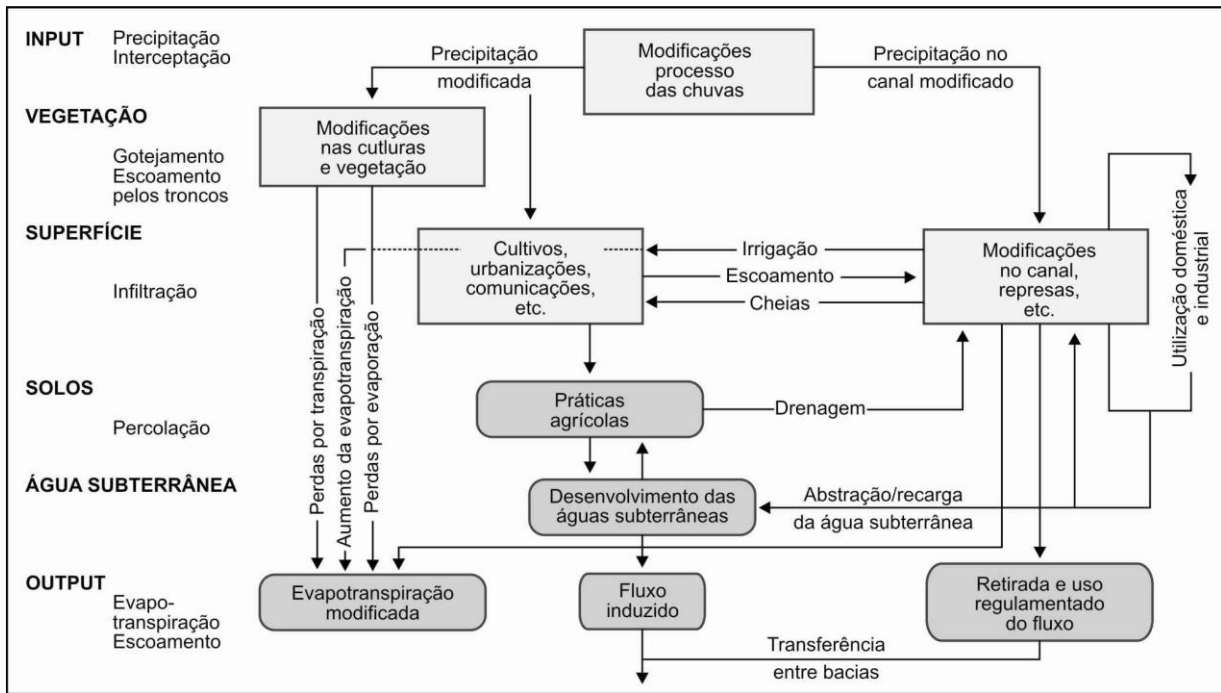 INPUT
Precipitação
Interceptação
Precipitação
modificada
Modificações
processo
das chuvas
Precipitação no
canal modificado
VEGETAÇÃO
Gotejamento
Escoamento
pelos troncos
Modificações
nas cutluras
e vegetação
SUPERFÍCIE
Infiltração
Cultivos,
urbanizações,
comunicações,
etc.
Irrigação
Escoamento
Cheias
Modificações
no canal,
represas,
etc.
Utilização doméstica
e industrial
Perdas por transpiração
Aumento da evapotranspiração
Perdas por evaporação
SOLOS
Percolação
Práticas
agrícolas
Drenagem
ÁGUA SUBTERRÂNEA
Desenvolvimento das
águas subterrâneas
Abstração/recarga
da água subterrânea
OUTPUT
Evapo-
transpiração
Escoamento
Evapotranspiração
modificada
Fluxo
induzido
Retirada e uso
regulamentado
do fluxo
Transferência
entre bacias